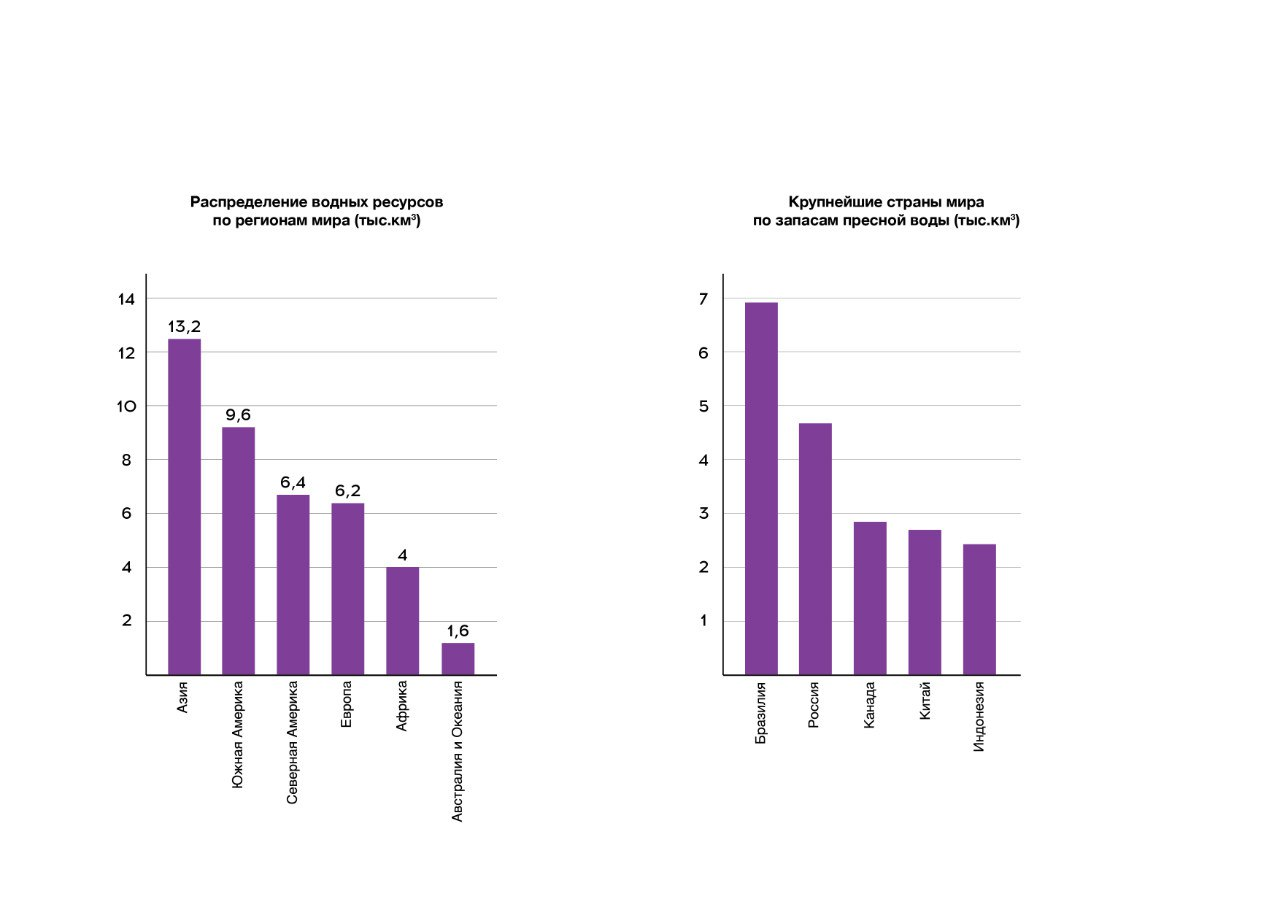 Распределение водных ресурсов
по регионам мира (тыс.км³)
14
12
10
8
6
4
2
13,2
9,6
6,4
6,2
4
1,6
Азия
Южная Америка
Северная Америка
Европа
Африка
Австралия и Океания
Крупнейшие страны мира
по запасам пресной воды (тыс.км³)
7
6
5
4
3
2
1
Бразилия
Россия
Канада
Китай
Индонезия